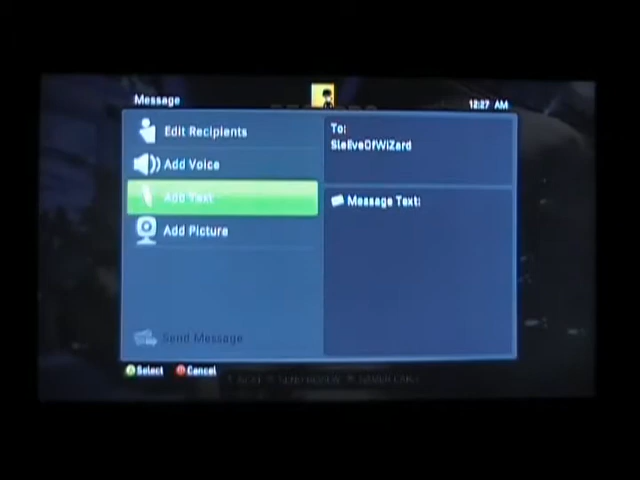 Message
12:27 AM
Edit Recipients
To:
SleEveOfWiZard
Add Voice
Add Text
Message Text:
Add Picture
Send Message
Select
Cancel